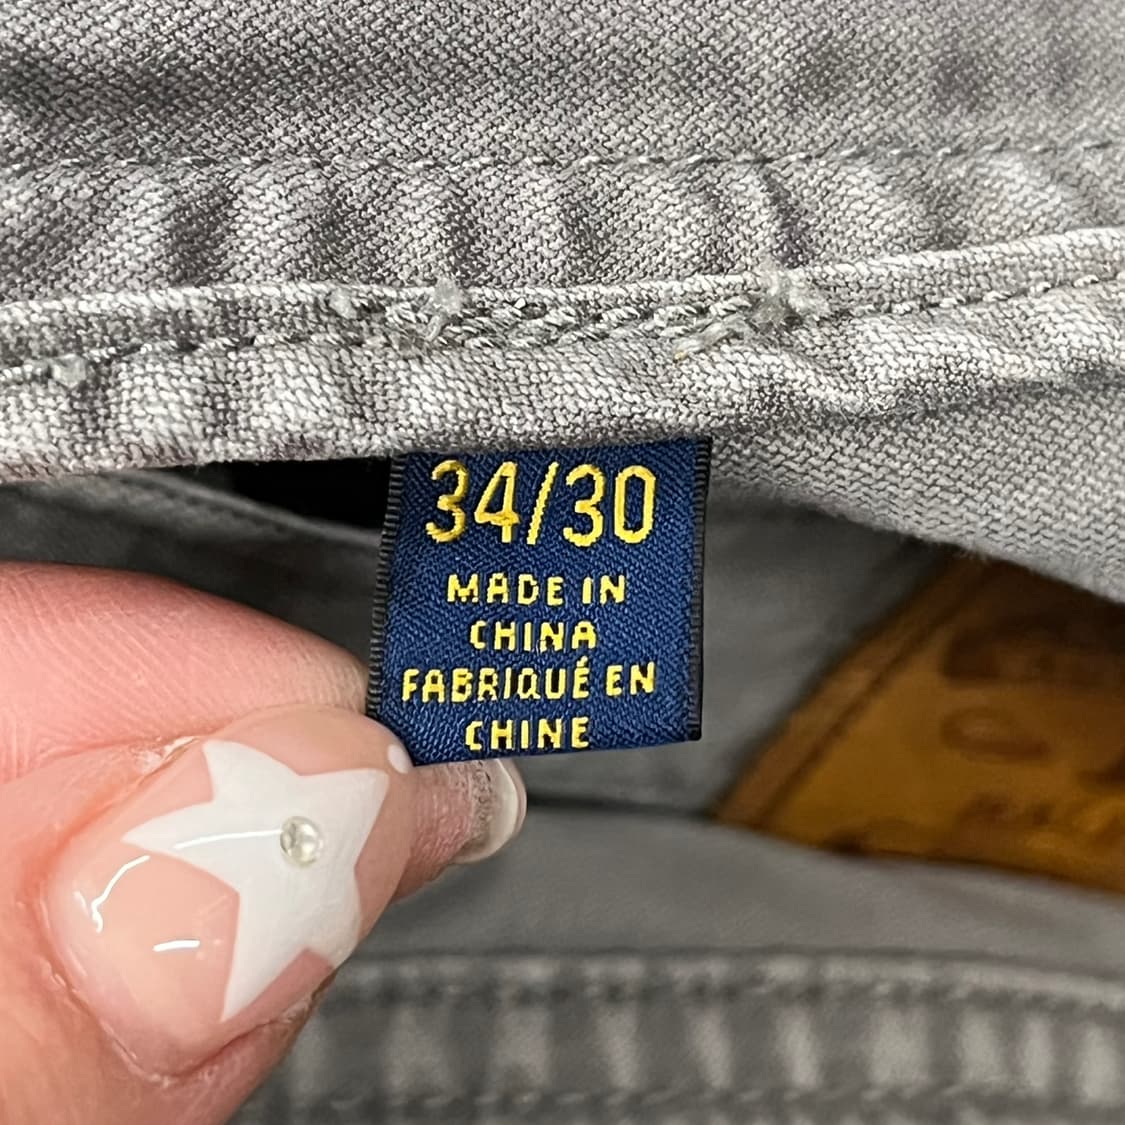 34/30
MADE IN
CHINA
FABRIQUÉ EN
CHINE